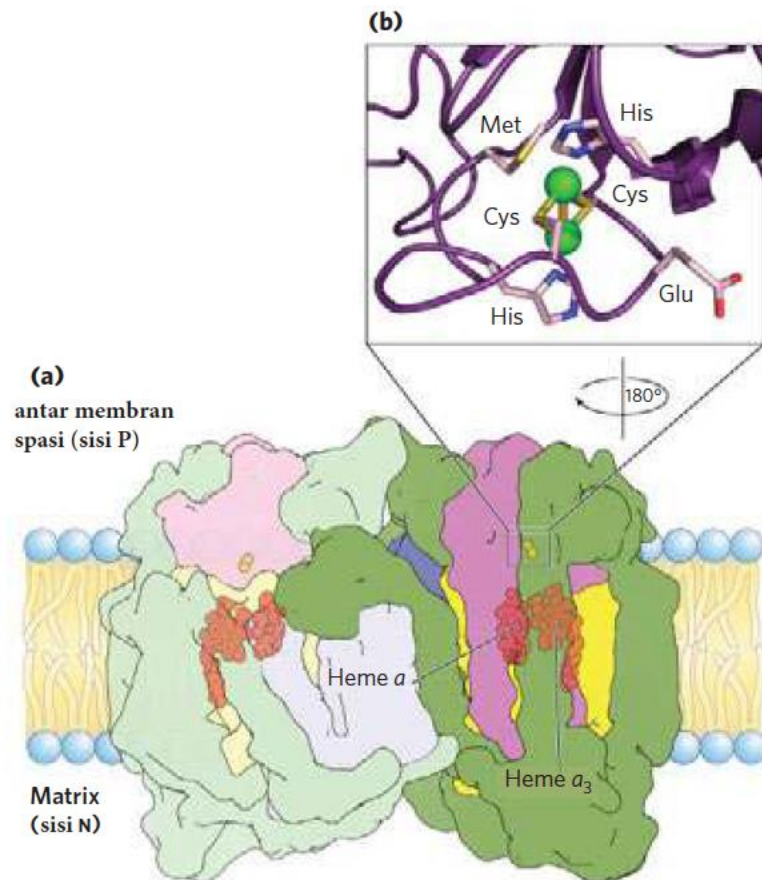 (b)
Met
His
Cys
Cys
His
Glu
180°
(a)
antar membran
spasi (sisi P)
Heme a
Heme a₃
Matrix
(sisi N)